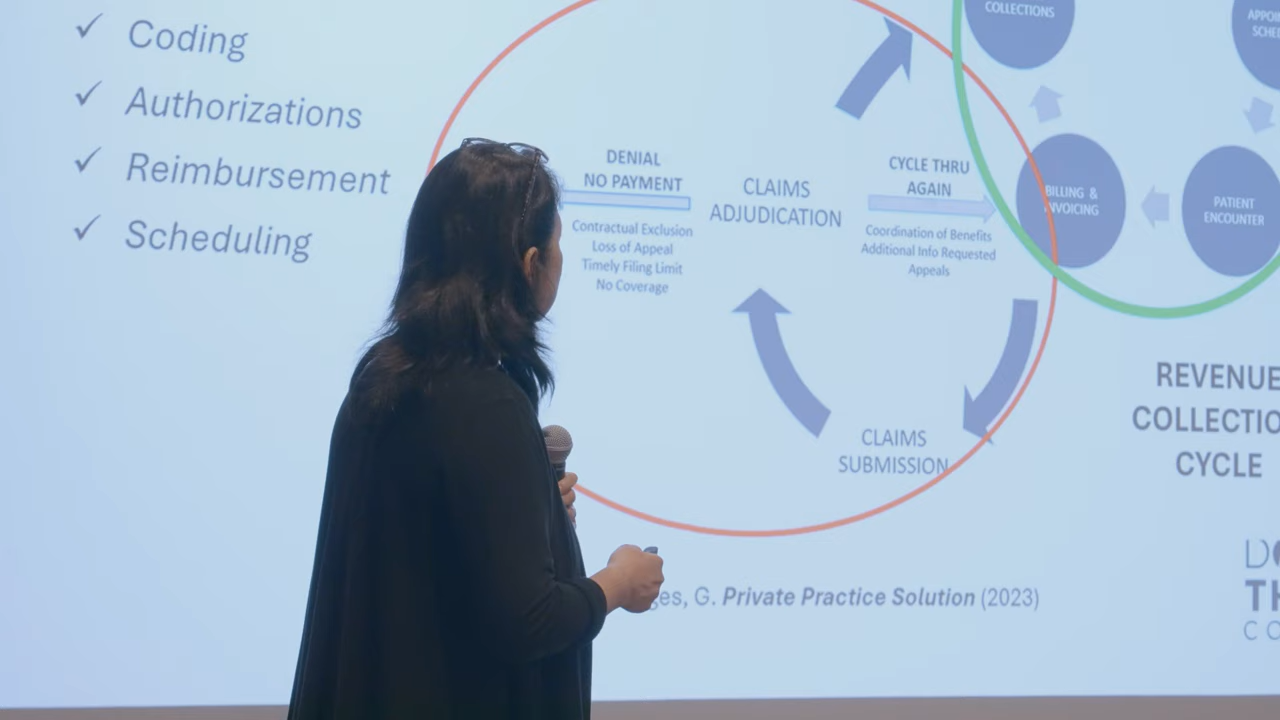 Coding
Authorizations
Reimbursement
Scheduling
DENIAL
NO PAYMENT
Contractual Exclusion
Loss of Appeal
Timely Filing Limit
No Coverage
CLAIMS
ADJUDICATION
CYCLE THRU
AGAIN
Coordination of Benefits
Additional Info Requested
Appeals
CLAIMS
SUBMISSION
COLLECTIONS
BILLING &
INVOICING
PATIENT
ENCOUNTER
REVENUE
CYCLE
G. Private Practice Solution (2023)